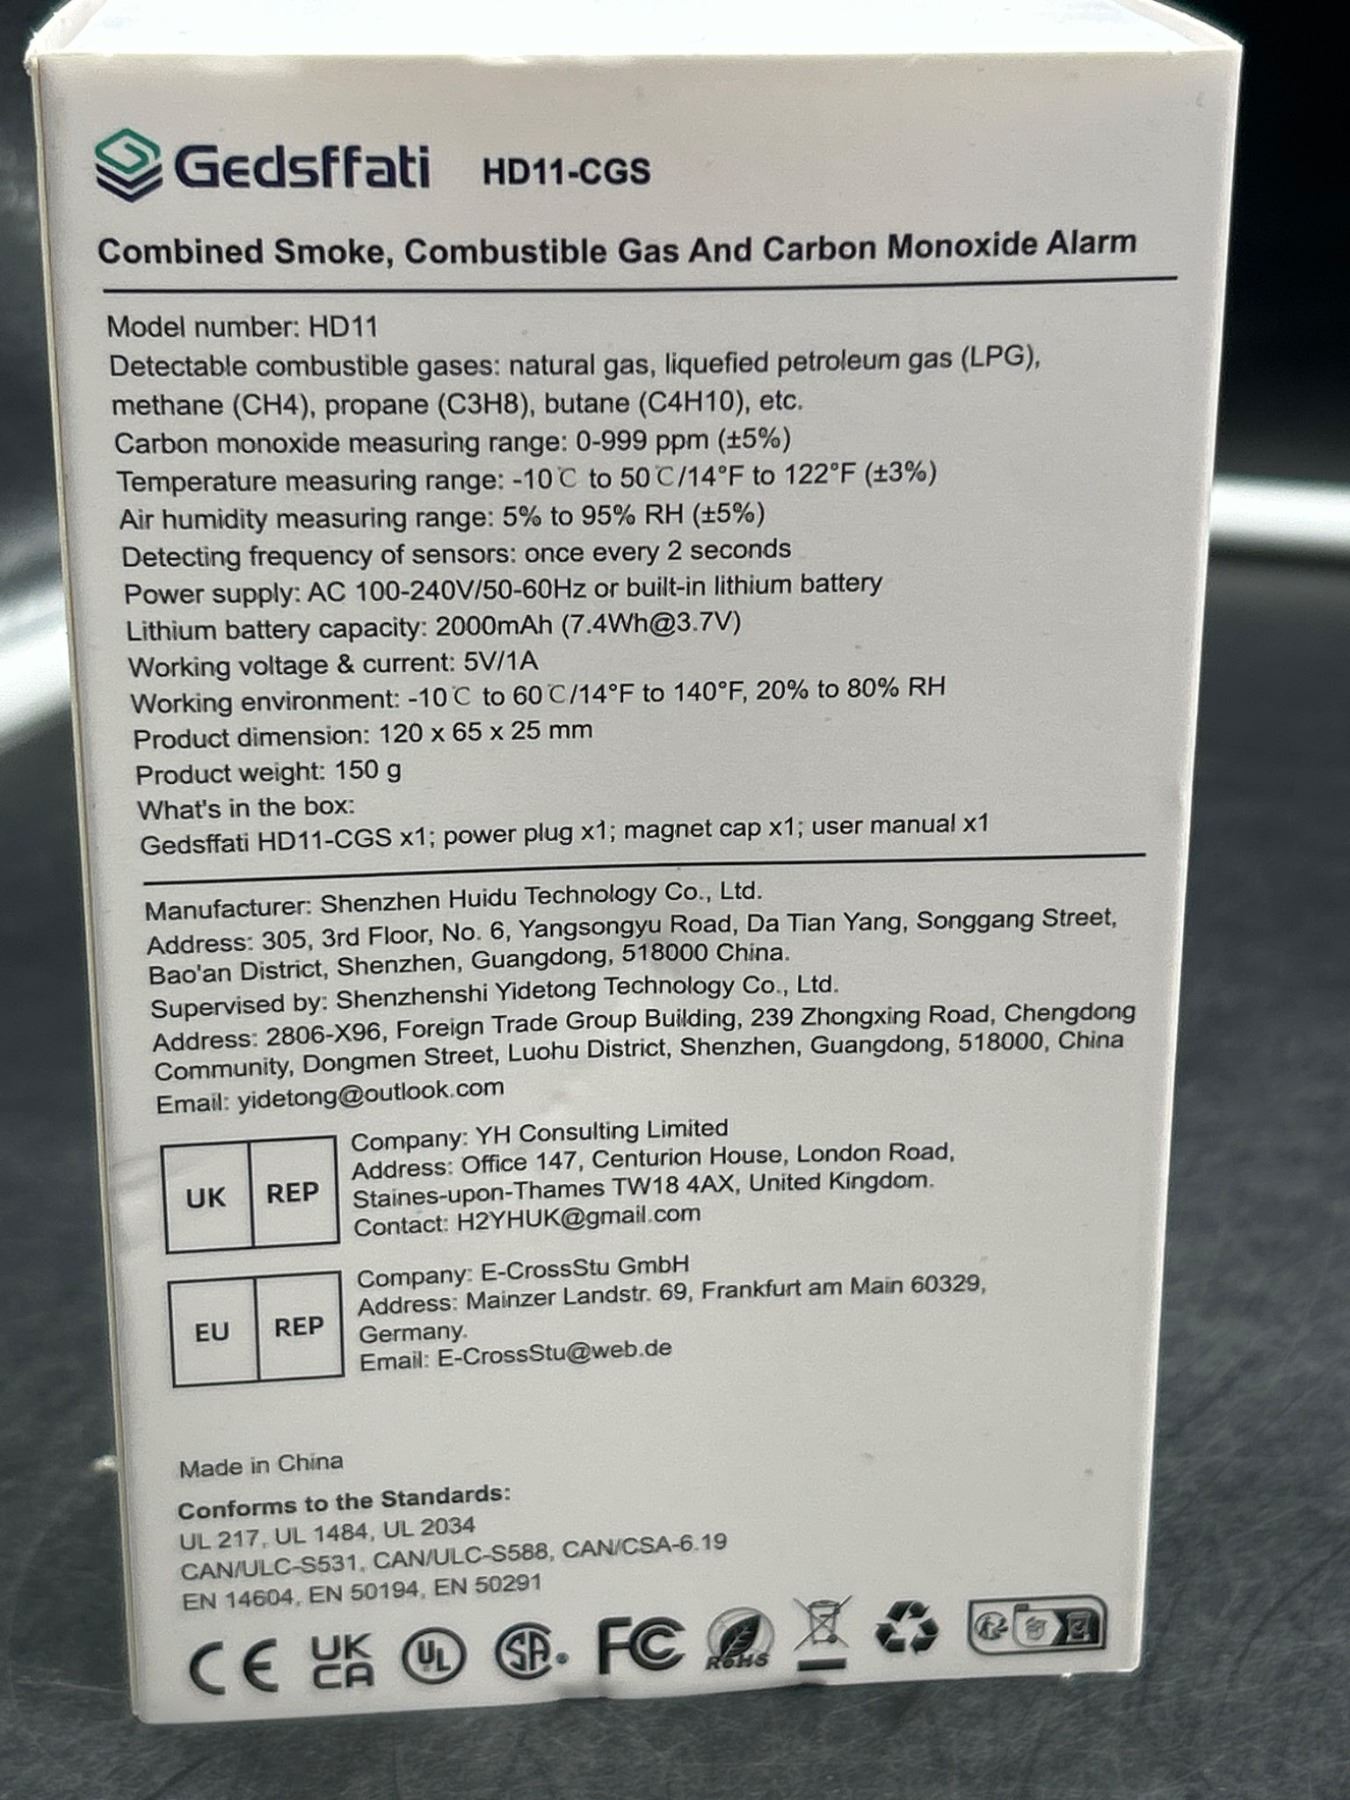 Gedsffati HD11-CGS
Combined Smoke, Combustible Gas And Carbon Monoxide Alarm
Model number: HD11
Detectable combustible gases: natural gas, liquefied petroleum gas (LPG),
methane (CH4), propane (C3H8), butane (C4H10), etc.
Carbon monoxide measuring range: 0-999 ppm (±5%)
Temperature measuring range: -10℃ to 50℃/14°F to 122°F (±3%)
Air humidity measuring range: 5% to 95% RH (±5%)
Detecting frequency of sensors: once every 2 seconds
Power supply: AC 100-240V/50-60Hz or built-in lithium battery
Lithium battery capacity: 2000mAh (7.4Wh@3.7V)
Working voltage & current: 5V/1A
Working environment: -10℃ to 60℃/14°F to 140°F, 20% to 80% RH
Product dimension: 120 x 65 x 25 mm
Product weight: 150 g
What's in the box:
Gedsffati HD11-CGS x1; power plug x1; magnet cap x1; user manual x1
Manufacturer: Shenzhen Huidu Technology Co., Ltd.
Address: 305, 3rd Floor, No. 6, Yangsongyu Road, Da Tian Yang, Songgang Street,
Bao'an District, Shenzhen, Guangdong, 518000 China.
Supervised by: Shenzhenshi Yidetong Technology Co., Ltd.
Address: 2806-X96, Foreign Trade Group Building, 239 Zhongxing Road, Chengdong
Community, Dongmen Street, Luohu District, Shenzhen, Guangdong, 518000, China
Email: yidetong@outlook.com
UK REP
Company: YH Consulting Limited
Address: Office 147, Centurion House, London Road,
Staines-upon-Thames TW18 4AX, United Kingdom.
Contact: H2YHUK@gmail.com
EU REP
Company: E-CrossStu GmbH
Address: Mainzer Landstr. 69, Frankfurt am Main 60329,
Germany.
Email: E-CrossStu@web.de
Made in China
Conforms to the Standards:
UL 217, UL 1484, UL 2034
CAN/ULC-S531, CAN/ULC-S588, CAN/CSA-6.19
EN 14604, EN 50194, EN 50291
CE UK CA UL SA FC RoHS